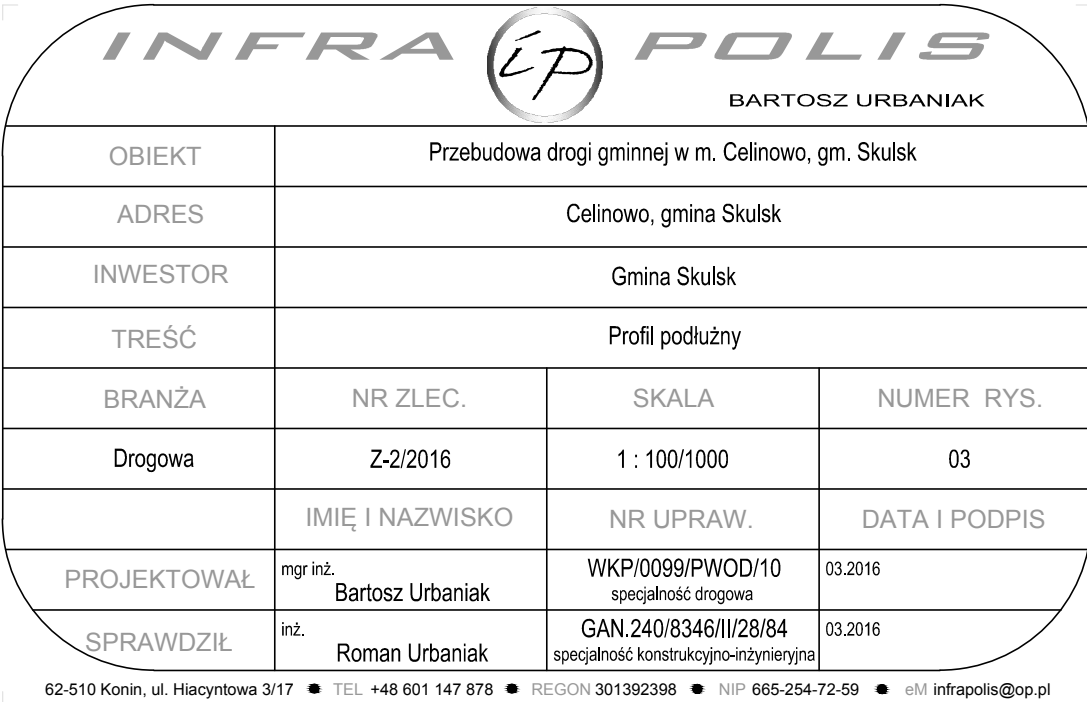 INFRA ip POLIS
BARTOSZ URBANIAK
OBIEKT Przebudowa drogi gminnej w m. Celinowo, gm. Skulsk
ADRES Celinowo, gmina Skulsk
INWESTOR Gmina Skulsk
TREŚĆ Profil podłużny
BRANŻA NR ZLEC. SKALA NUMER RYS.
Drogowa Z-2/2016 1 : 100/1000 03
IMIĘ I NAZWISKO NR UPRAW. DATA I PODPIS
PROJEKTOWAŁ mgr inż. Bartosz Urbaniak WKP/0099/PWOD/10 specjalność drogowa 03.2016
SPRAWDZIŁ inż. Roman Urbaniak GAN.240/8346/II/28/84 specjalność konstrukcyjno-inżynieryjna 03.2016
62-510 Konin, ul. Hiacyntowa 3/17 TEL +48 601 147 878 REGON 301392398 NIP 665-254-72-59 eM infrapolis@op.pl